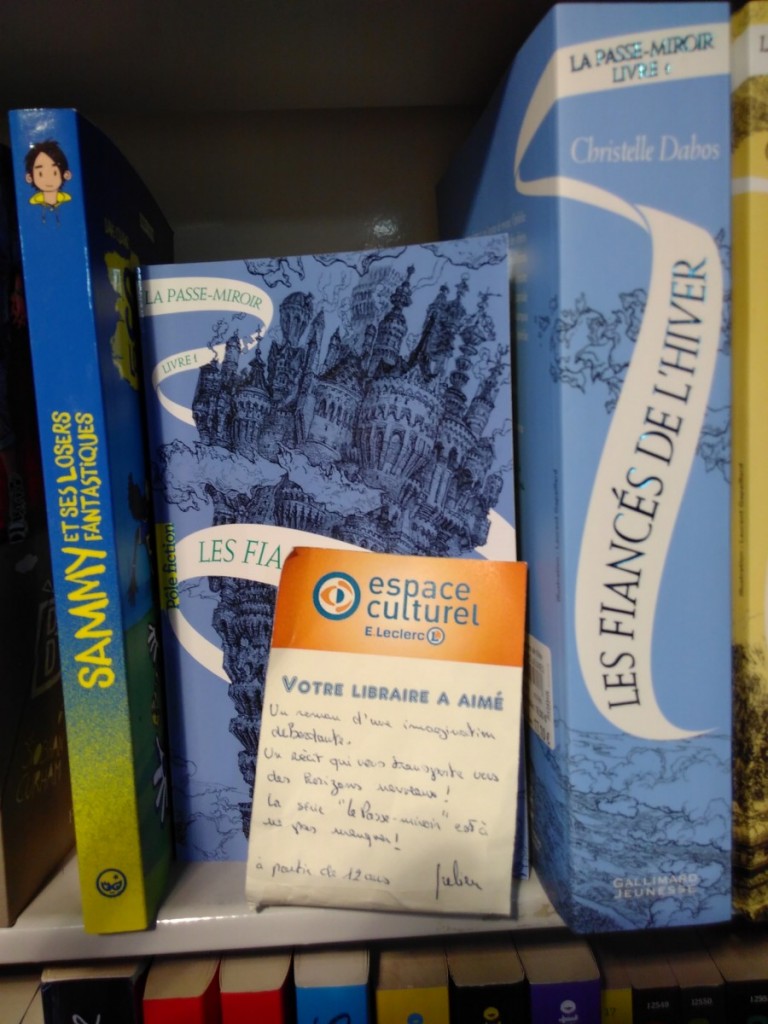 SAMMY ET SES LOSERS
FANTASTIQUES
LA PASSE-MIROIR
LIVRE 1
LES FIA
Pôle fiction
espace
culturel
E.Leclerc L
VOTRE LIBRAIRE A AIMÉ
Un roman d'une imagination
débordante.
Un récit qui vous transporte vers
des horizons nouveaux !
La série "la Passe-miroir" est à
ne pas manquer !
à partir de 12 ans
LA PASSE-MIROIR
LIVRE 1
Christelle Dabos
LES FIANCÉS DE L'HIVER
GALLIMARD
JEUNESSE